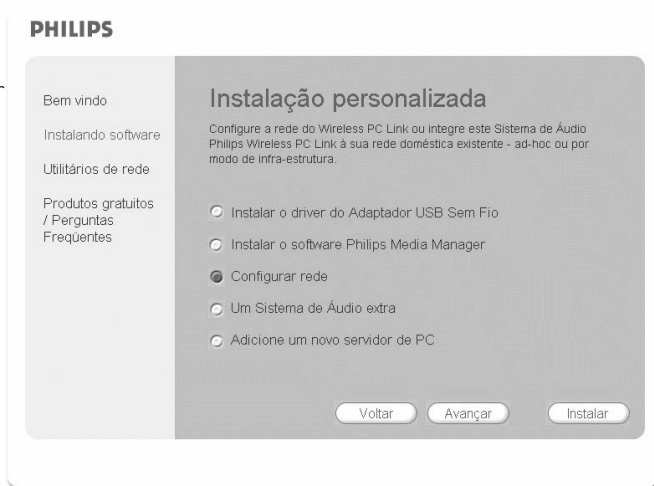 PHILIPS
Bem vindo
Instalando software
Utilitários de rede
Produtos gratuitos
/ Perguntas
Freqüentes
Instalação personalizada
Configure a rede do Wireless PC Link ou integre este Sistema de Áudio
Philips Wireless PC Link à sua rede doméstica existente - ad-hoc ou por
modo de infra-estrutura.
Instalar o driver do Adaptador USB Sem Fio
Instalar o software Philips Media Manager
Configurar rede
Um Sistema de Áudio extra
Adicione um novo servidor de PC
Voltar
Avançar
Instalar